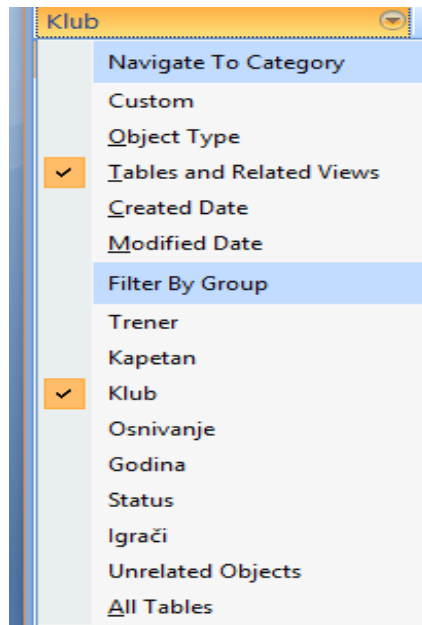 Klub
Navigate To Category
Custom
Object Type
Tables and Related Views
Created Date
Modified Date
Filter By Group
Trener
Kapetan
Klub
Osnivanje
Godina
Status
Igrači
Unrelated Objects
All Tables